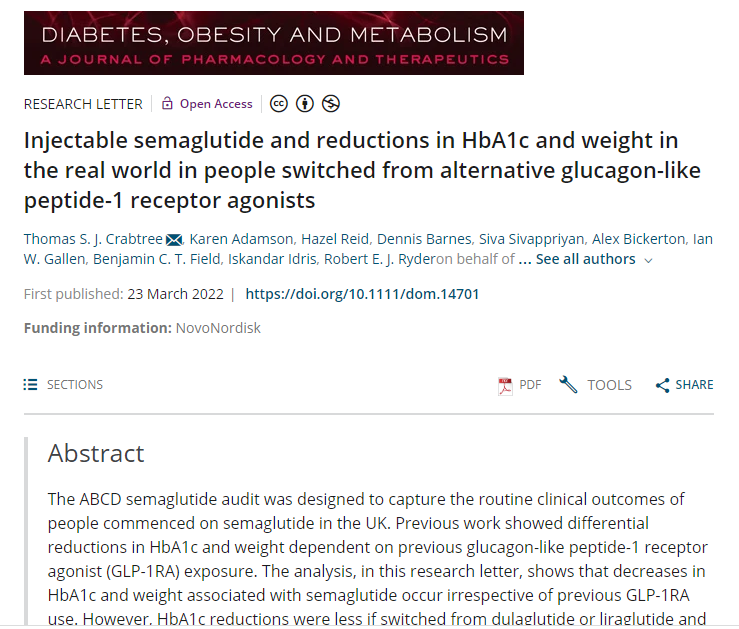 DIABETES, OBESITY AND METABOLISM
A JOURNAL OF PHARMACOLOGY AND THERAPEUTICS
RESEARCH LETTER Open Access
Injectable semaglutide and reductions in HbA1c and weight in
the real world in people switched from alternative glucagon-like
peptide-1 receptor agonists
Thomas S. J. Crabtree, Karen Adamson, Hazel Reid, Dennis Barnes, Siva Sivappriyan, Alex Bickerton, Ian
W. Gallen, Benjamin C. T. Field, Iskandar Idris, Robert E. J. Ryderon behalf of ... See all authors
First published: 23 March 2022 | https://doi.org/10.1111/dom.14701
Funding information: NovoNordisk
SECTIONS PDF TOOLS SHARE
Abstract
The ABCD semaglutide audit was designed to capture the routine clinical outcomes of
people commenced on semaglutide in the UK. Previous work showed differential
reductions in HbA1c and weight dependent on previous glucagon-like peptide-1 receptor
agonist (GLP-1RA) exposure. The analysis, in this research letter, shows that decreases in
HbA1c and weight associated with semaglutide occur irrespective of previous GLP-1RA
use. However, HbA1c reductions were less if switched from dulaglutide or liraglutide and